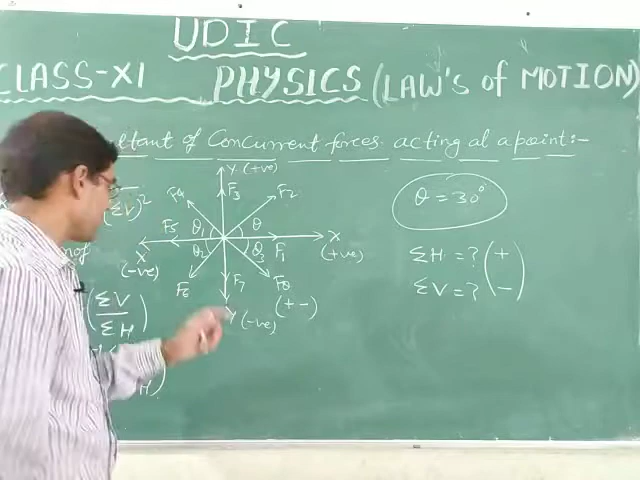 UDIC
CLASS-XI PHYSICS (LAW'S of MOTION)
of Concurrent forces acting at a point:-
Y (+ve)
F3
F2
F4
θ = 30°
ΣV)²
F5 θ1 θ
X
F1
X
(+ve)
(-ve)
θ2 θ3
F6
F7
F8
(+ -)
Y (-ve)
ΣH = ? (+
ΣV = ? -)
(ΣV
ΣH)
H)